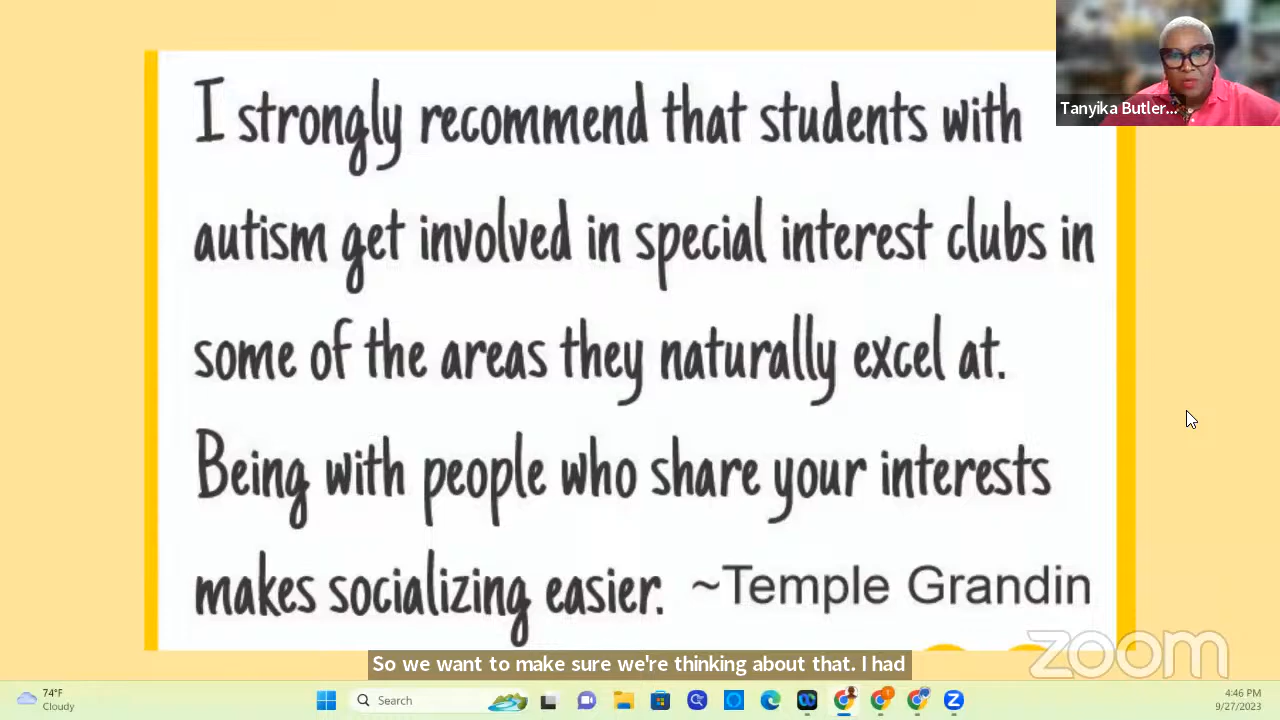 I strongly recommend that students with
autism get involved in special interest clubs in
some of the areas they naturally excel at.
Being with people who share your interests
makes socializing easier. ~Temple Grandin
Tanyika Butler...
zoom
So we want to make sure we're thinking about that. I had
74°F
Cloudy
Search
4:46 PM
9/27/2023